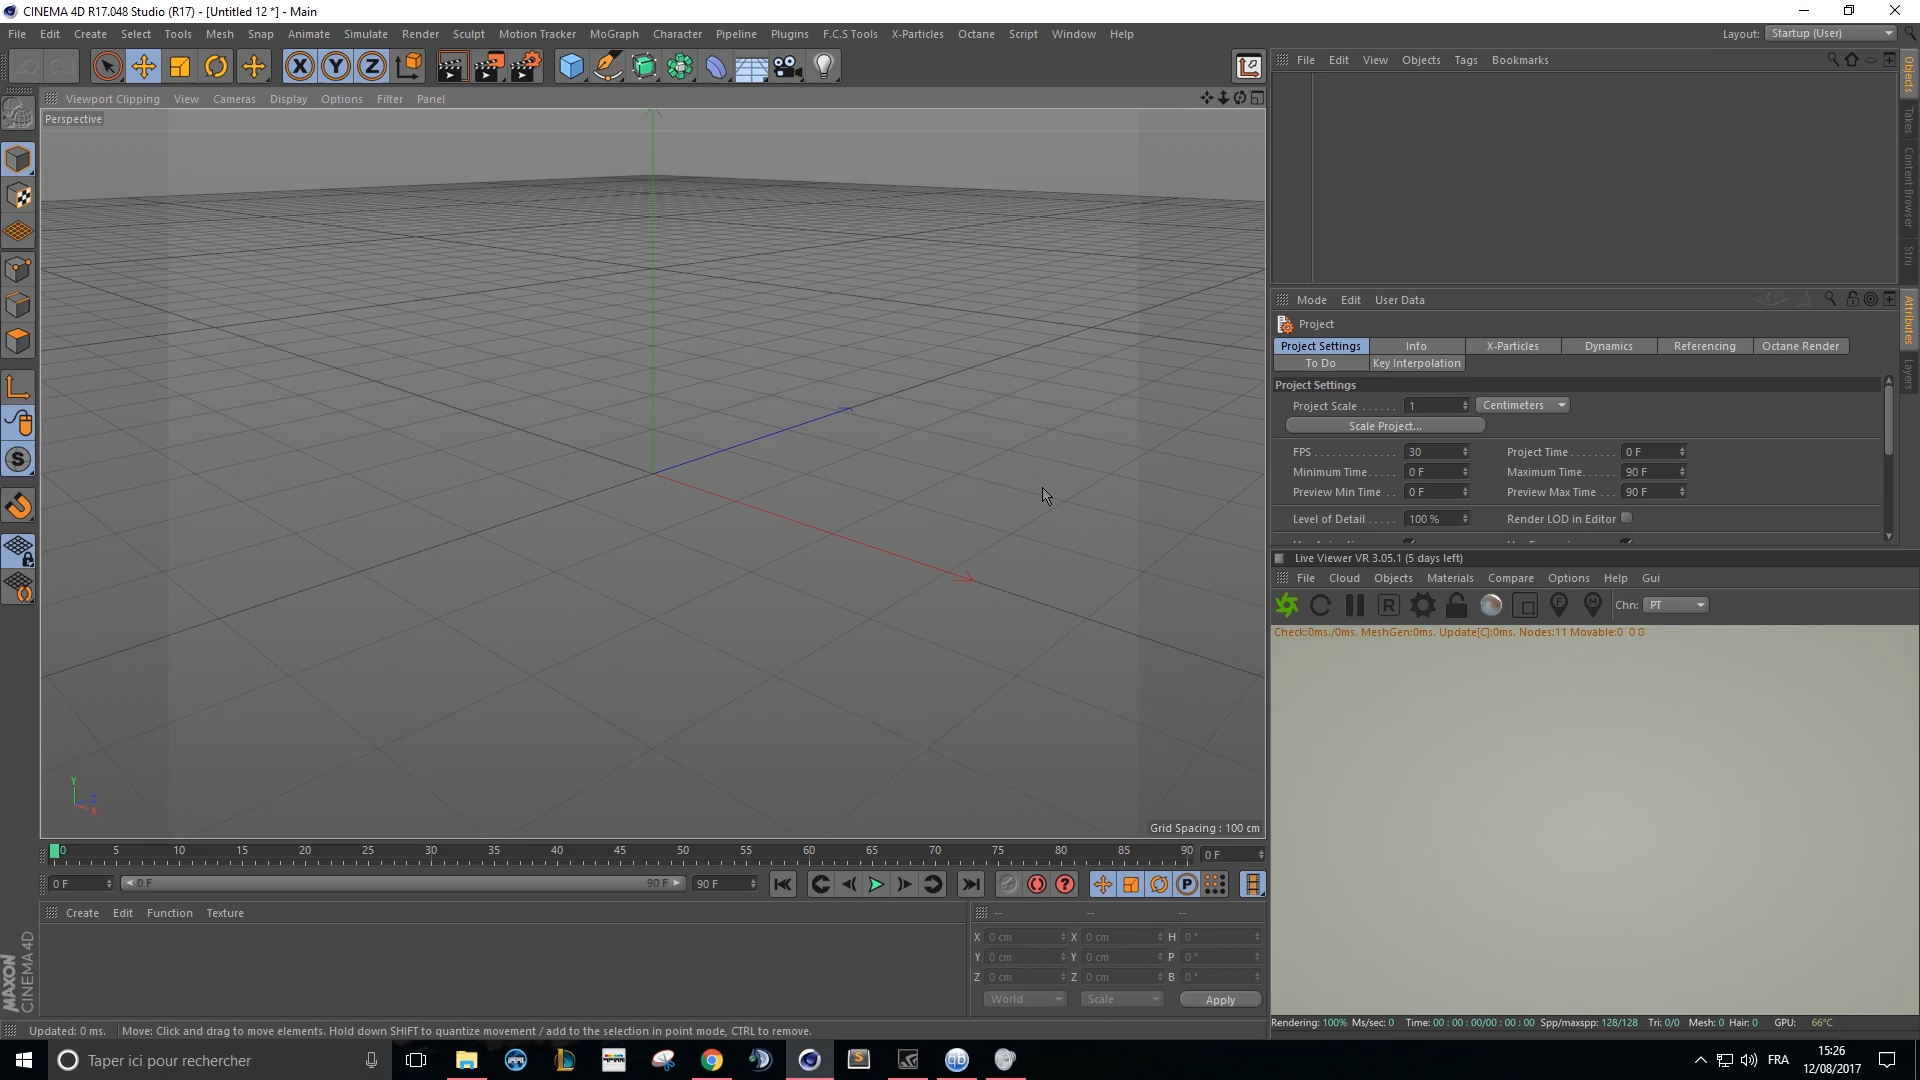 CINEMA 4D R17.048 Studio (R17) - [Untitled 12 *] - Main
File Edit Create Select Tools Mesh Snap Animate Simulate Render Sculpt Motion Tracker MoGraph Character Pipeline Plugins F.C.S Tools X-Particles Octane Script Window Help Layout: Startup (User)
X Y Z
File Edit View Objects Tags Bookmarks
Objects
Takes
Content Browser
Stru
Viewport Clipping View Cameras Display Options Filter Panel
Perspective
Mode Edit User Data
Attributes
Layers
Project
Project Settings Info X-Particles Dynamics Referencing Octane Render
To Do Key Interpolation
Project Settings
Project Scale ...... 1 Centimeters
Scale Project...
FPS .............. 30 Project Time........ 0 F
Minimum Time.... 0 F Maximum Time...... 90 F
Preview Min Time .. 0 F Preview Max Time ... 90 F
Level of Detail ..... 100 % Render LOD in Editor
Live Viewer VR 3.05.1 (5 days left)
File Cloud Objects Materials Compare Options Help Gui
R F M Chn: PT
Check:0ms./0ms. MeshGen:0ms. Update[C]:0ms. Nodes:11 Movable:0 0 0
S
Y Z X
Grid Spacing : 100 cm
0 5 10 15 20 25 30 35 40 45 50 55 60 65 70 75 80 85 90 0 F
0 F 0 F 90 F 90 F ? P
Create Edit Function Texture -- -- --
X 0 cm X 0 cm H 0 °
Y 0 cm Y 0 cm P 0 °
Z 0 cm Z 0 cm B 0 °
World Scale Apply
MAXON
CINEMA 4D
Rendering: 100% Ms/sec: 0 Time: 00 : 00 : 00/00 : 00 : 00 Spp/maxspp: 128/128 Tri: 0/0 Mesh: 0 Hair: 0 GPU: 66°C
Updated: 0 ms. Move: Click and drag to move elements. Hold down SHIFT to quantize movement / add to the selection in point mode, CTRL to remove.
Taper ici pour rechercher S qb FRA 15:26
12/08/2017